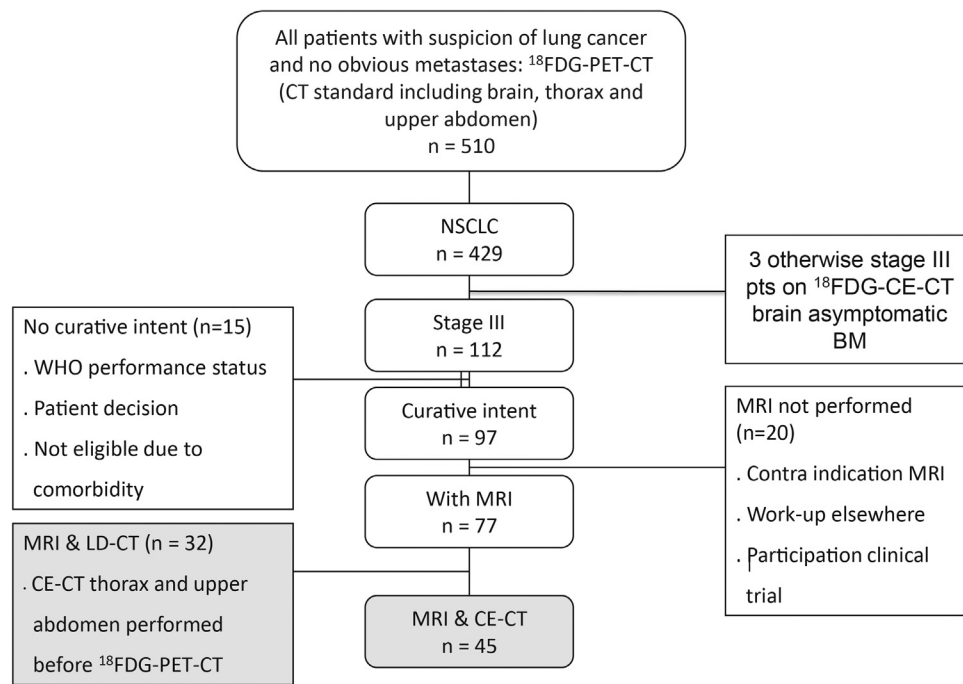 All patients with suspicion of lung cancer
and no obvious metastases: ¹⁸FDG-PET-CT
(CT standard including brain, thorax and
upper abdomen)
n = 510
NSCLC
n = 429
3 otherwise stage III
pts on ¹⁸FDG-CE-CT
brain asymptomatic
BM
Stage III
n = 112
No curative intent (n=15)
. WHO performance status
. Patient decision
. Not eligible due to
comorbidity
Curative intent
n = 97
MRI not performed
(n=20)
. Contra indication MRI
. Work-up elsewhere
. Participation clinical
trial
With MRI
n = 77
MRI & LD-CT (n = 32)
. CE-CT thorax and upper
abdomen performed
before ¹⁸FDG-PET-CT
MRI & CE-CT
n = 45